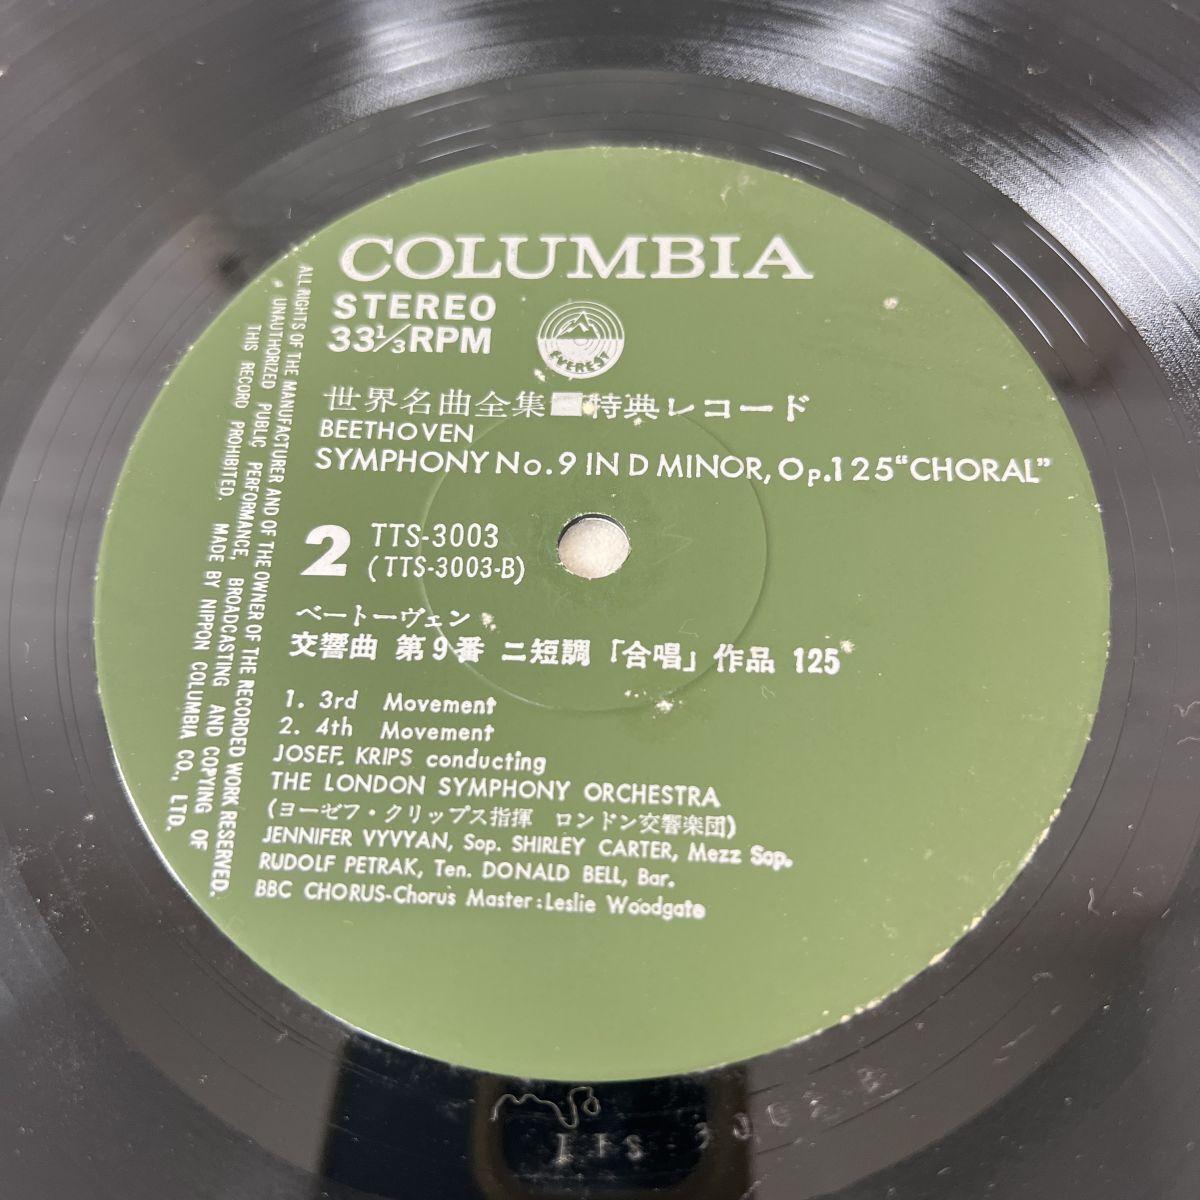 COLUMBIA
STEREO
33⅓RPM
EVEREST
世界名曲全集 特典レコード
BEETHOVEN
SYMPHONY No. 9 IN D MINOR, Op.125 “CHORAL”
2
TTS-3003
(TTS-3003-B)
ベートーヴェン
交響曲 第9番 ニ短調「合唱」作品 125
1. 3rd Movement
2. 4th Movement
JOSEF. KRIPS conducting
THE LONDON SYMPHONY ORCHESTRA
(ヨーゼフ・クリップス指揮 ロンドン交響楽団)
JENNIFER VYVYAN, Sop. SHIRLEY CARTER, Mezz Sop.
RUDOLF PETRAK, Ten. DONALD BELL, Bar.
BBC CHORUS-Chorus Master:Leslie Woodgate
ALL RIGHTS OF THE MANUFACTURER AND OF THE OWNER OF THE RECORDED WORK RESERVED.
UNAUTHORIZED PUBLIC PERFORMANCE, BROADCASTING AND COPYING OF
THIS RECORD PROHIBITED. MADE BY NIPPON COLUMBIA CO., LTD.